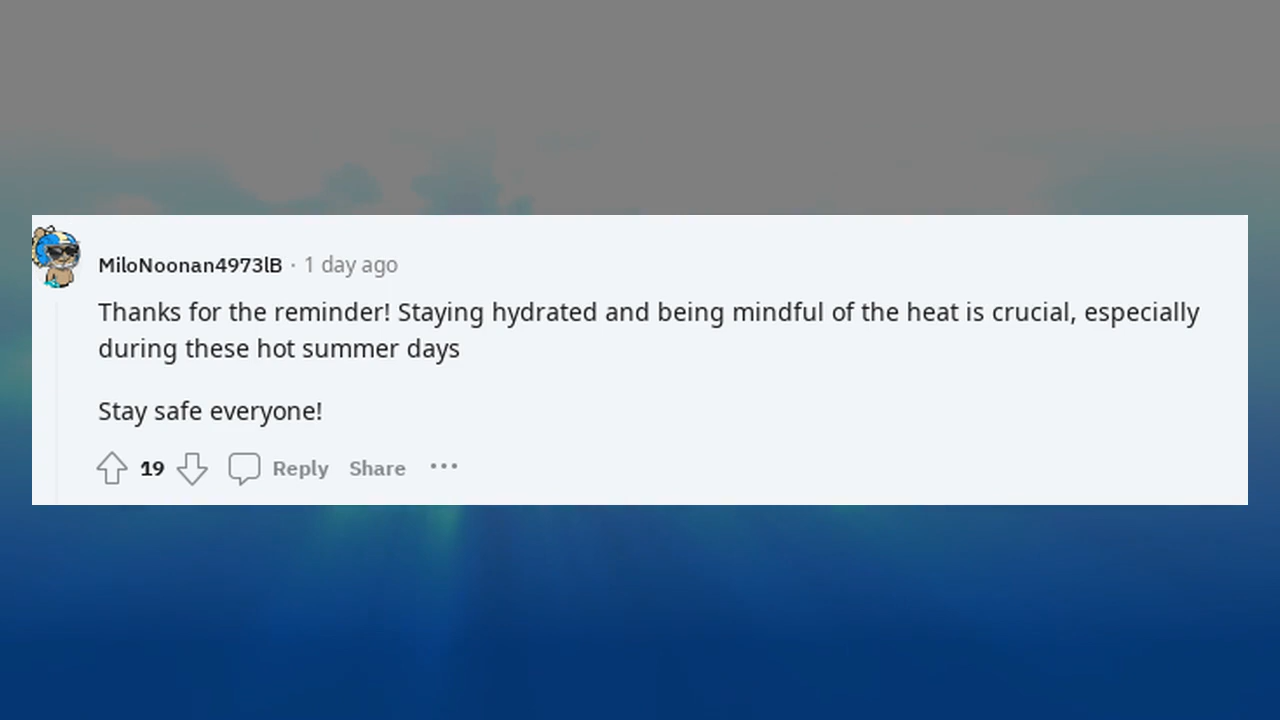 MiloNoonan4973lB · 1 day ago
Thanks for the reminder! Staying hydrated and being mindful of the heat is crucial, especially
during these hot summer days
Stay safe everyone!
19 Reply Share ···